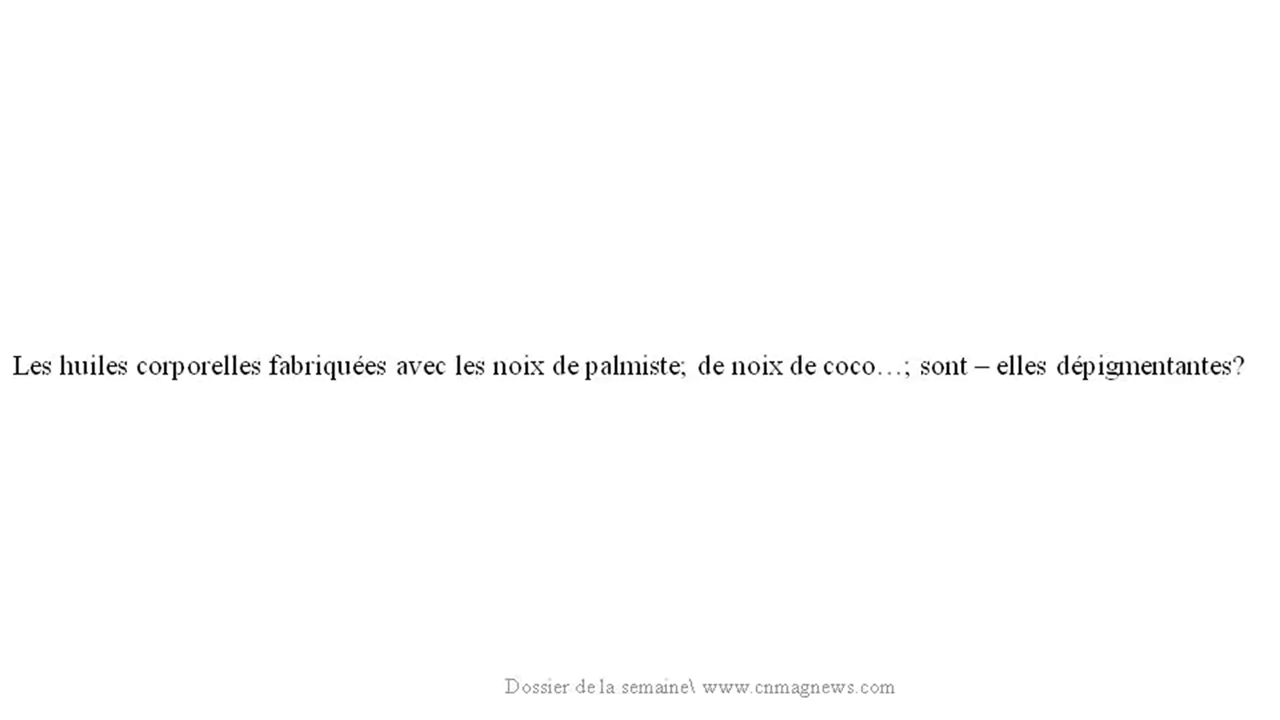 Les huiles corporelles fabriquées avec les noix de palmiste; de noix de coco…; sont – elles dépigmentantes?
Dossier de la semaine\ www.cnmagnews.com